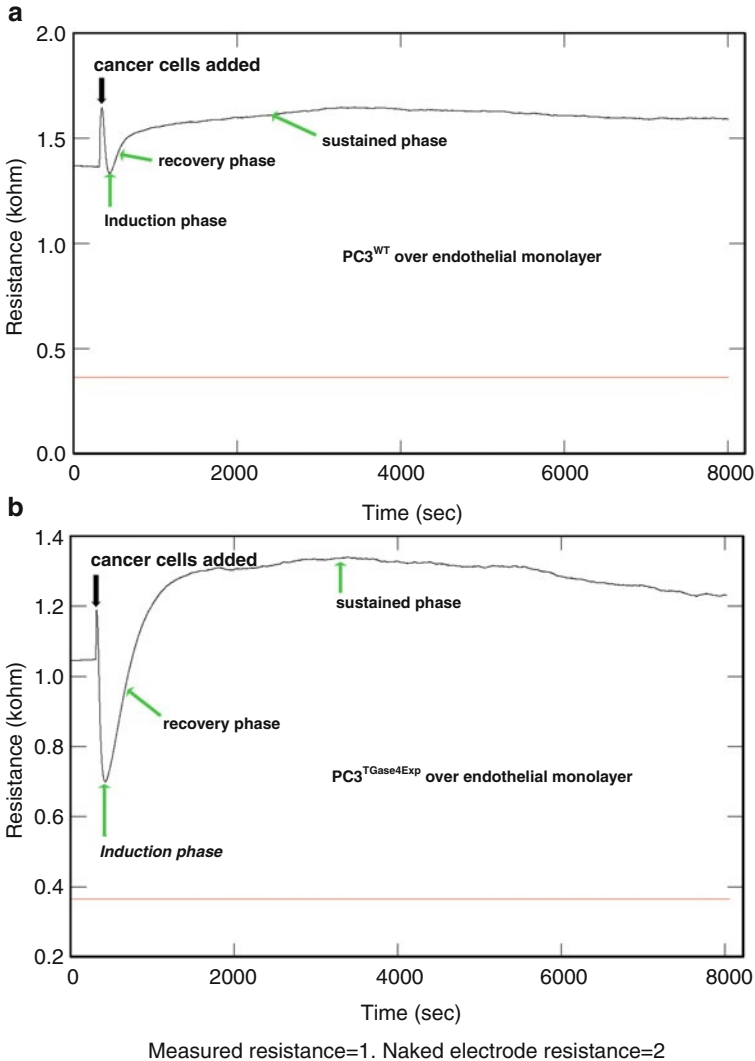 a
2.0
cancer cells added
1.5
sustained phase
recovery phase
Induction phase
1.0
PC3WT over endothelial monolayer
Resistance (kohm)
0.5
0.0
0 2000 4000 6000 8000
Time (sec)
b
1.4
cancer cells added
1.2
sustained phase
1.0
recovery phase
0.8
PC3TGase4Exp over endothelial monolayer
Resistance (kohm)
0.6
Induction phase
0.4
0.2
0 2000 4000 6000 8000
Time (sec)
Measured resistance=1. Naked electrode resistance=2